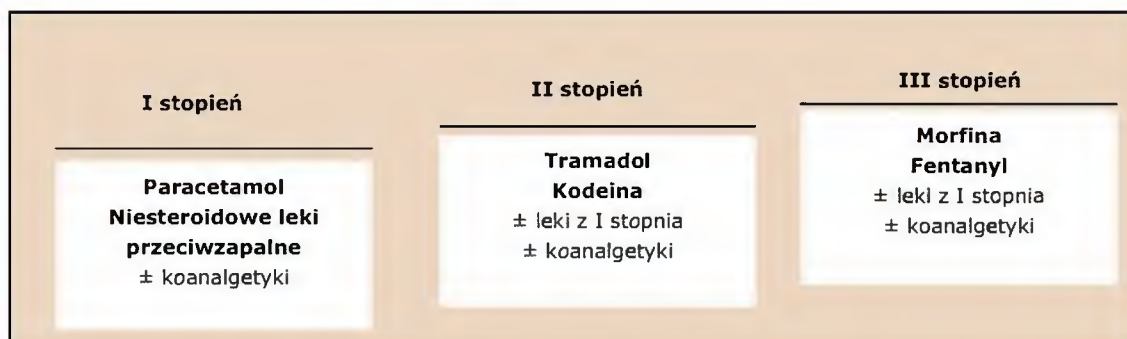 I stopień
Paracetamol
Niesteroidowe leki
przeciwzapalne
± koanalgetyki
II stopień
Tramadol
Kodeina
± leki z I stopnia
± koanalgetyki
III stopień
Morfina
Fentanyl
± leki z I stopnia
± koanalgetyki